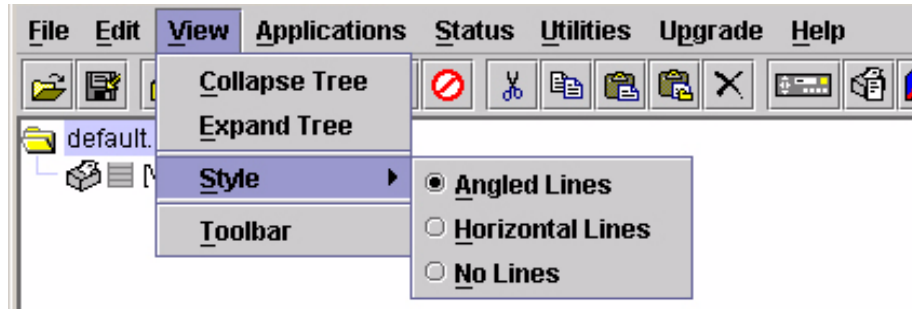 File Edit View Applications Status Utilities Upgrade Help
Collapse Tree
Expand Tree
default.
Style
Angled Lines
Toolbar
Horizontal Lines
No Lines